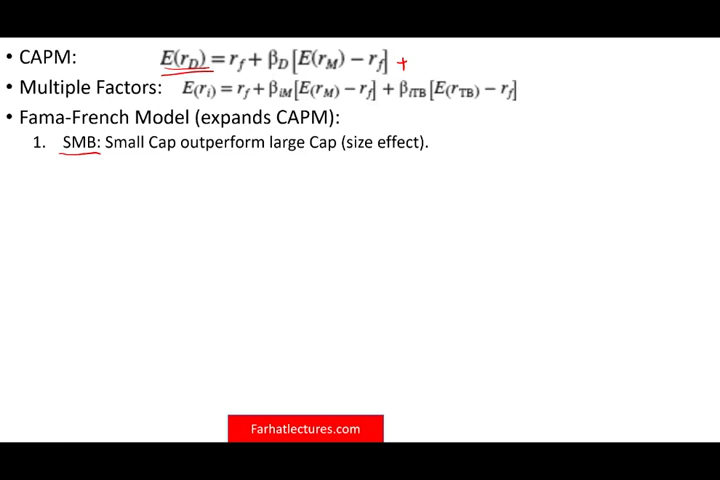 • CAPM: E(r_D) = r_f + β_D [E(r_M) − r_f] +
• Multiple Factors: E(r_i) = r_f + β_iM [E(r_M) − r_f] + β_iTB [E(r_TB) − r_f]
• Fama-French Model (expands CAPM):
1. SMB: Small Cap outperform large Cap (size effect).
Farhatlectures.com